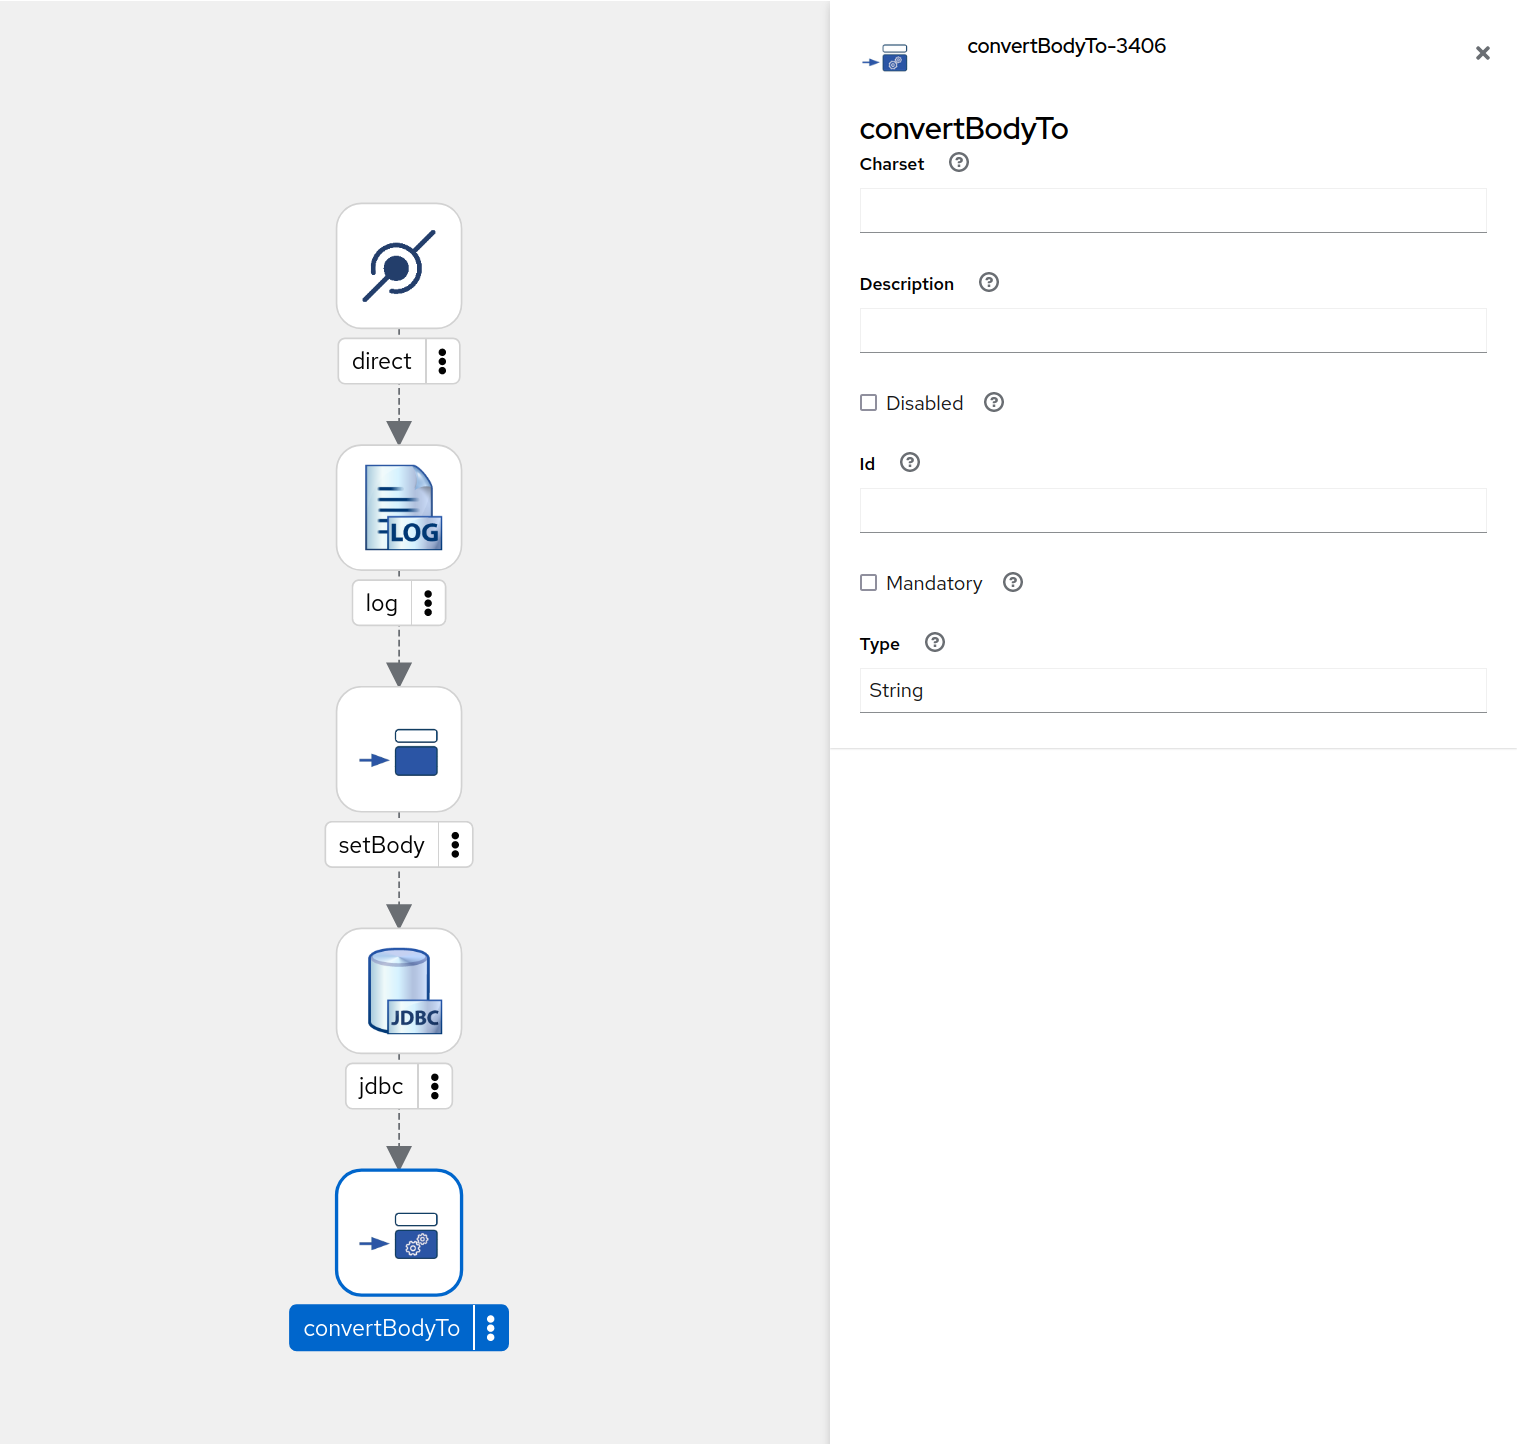 direct
LOG
log
setBody
JDBC
jdbc
convertBodyTo
convertBodyTo-3406
convertBodyTo
Charset
Description
Disabled
Id
Mandatory
Type
String